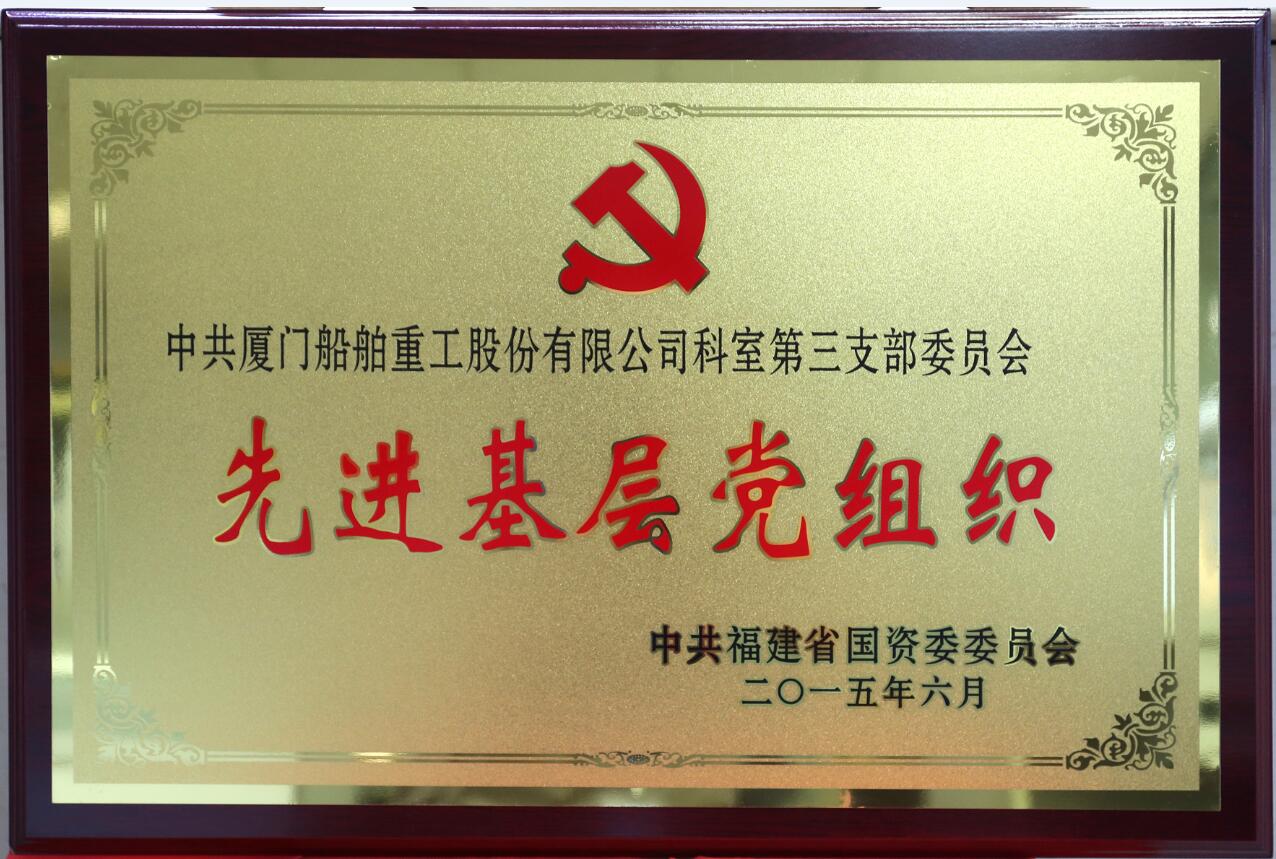 中共厦门船舶重工股份有限公司科室第三支部委员会
先进基层党组织
中共福建省国资委委员会
二〇一五年六月